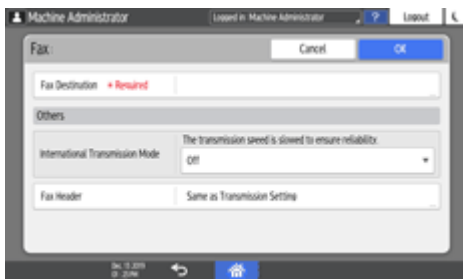 Machine Administrator
Logged in: Machine Administrator
?
Logout
Fax:
Cancel
OK
Fax Destination
+ Required
Others
International Transmission Mode
The transmission speed is slowed to ensure reliability.
Off
Fax Header
Same as Transmission Setting